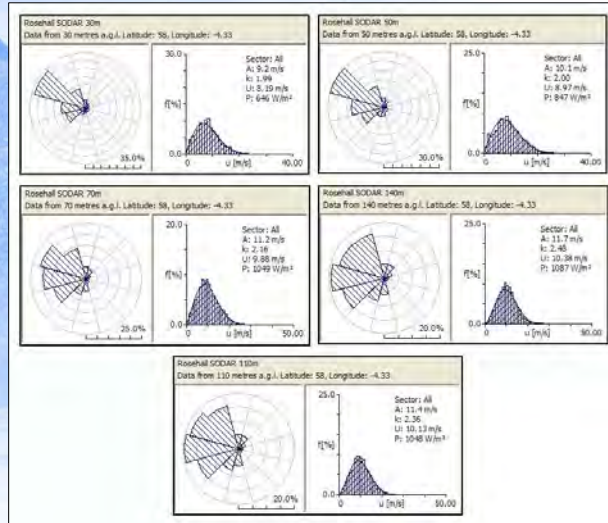 Rosehall SODAR 30m
Data from 30 metres a.g.l. Latitude: 58, Longitude: -4.33
35.0%
30.0
f[%]
0.0
0
u [m/s]
40.00
Sector: All
A: 9.2 m/s
k: 1.99
U: 8.19 m/s
P: 646 W/m²
Rosehall SODAR 50m
Data from 50 metres a.g.l. Latitude: 58, Longitude: -4.33
30.0%
25.0
f[%]
0.0
0
u [m/s]
40.00
Sector: All
A: 10.1 m/s
k: 2.00
U: 8.97 m/s
P: 847 W/m²
Rosehall SODAR 70m
Data from 70 metres a.g.l. Latitude: 58, Longitude: -4.33
25.0%
20.0
f[%]
0.0
0
u [m/s]
50.00
Sector: All
A: 11.2 m/s
k: 2.16
U: 9.88 m/s
P: 1049 W/m²
Rosehall SODAR 140m
Data from 140 metres a.g.l. Latitude: 58, Longitude: -4.33
20.0%
25.0
f[%]
0.0
0
u [m/s]
Sector: All
A: 11.7 m/s
k: 2.48
U: 10.38 m/s
P: 1087 W/m²
Rosehall SODAR 110m
Data from 110 metres a.g.l. Latitude: 58, Longitude: -4.33
20.0%
25.0
f[%]
0.0
0
u [m/s]
50.00
Sector: All
A: 11.4 m/s
k: 2.36
U: 10.13 m/s
P: 1048 W/m²